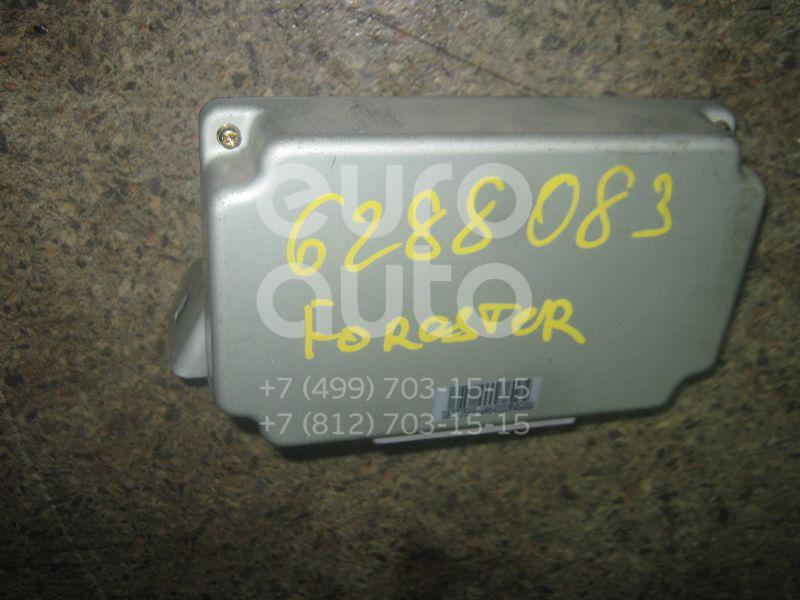 6288083
euro
auto
FORESTER
+7 (499) 703-15-15
+7 (812) 703-15-15